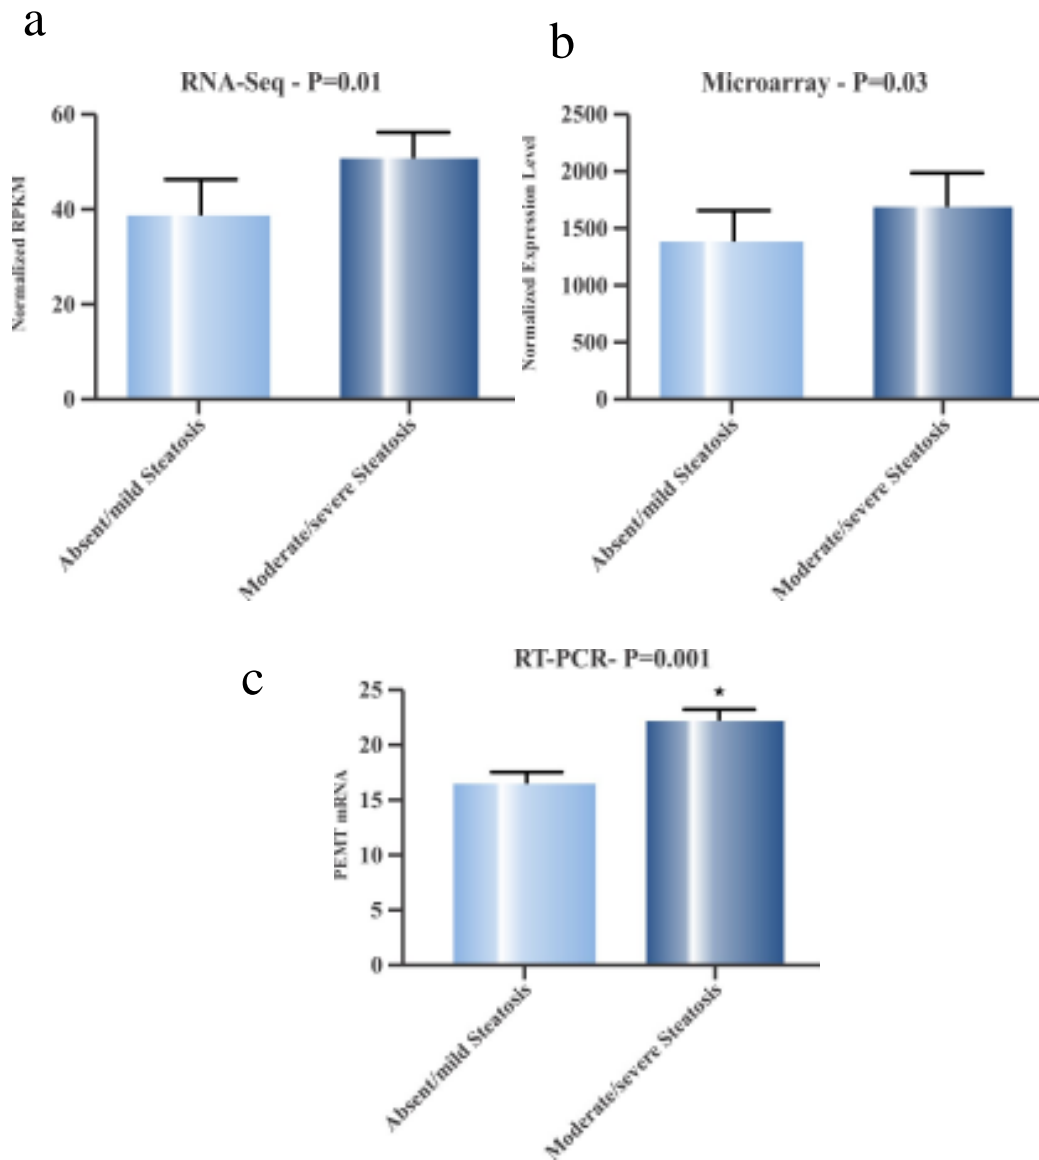 a
RNA-Seq - P=0.01
Normalized RPKM
60
40
20
0
Absent/mild Steatosis
Moderate/severe Steatosis
b
Microarray - P=0.03
Normalized Expression Level
2500
2000
1500
1000
500
0
Absent/mild Steatosis
Moderate/severe Steatosis
c
RT-PCR- P=0.001
PEMT mRNA
25
20
15
10
5
0
*
Absent/mild Steatosis
Moderate/severe Steatosis